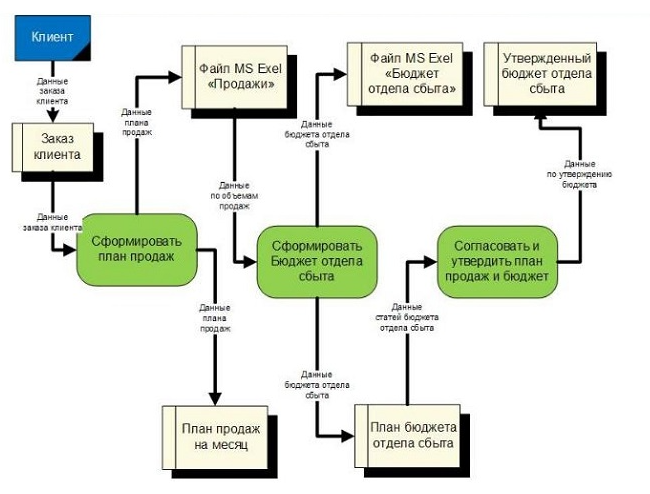 Клиент
Данные
заказа
клиента
Заказ
клиента
Данные
заказа клиента
Сформировать
план продаж
Данные
плана
продаж
Файл MS Exel
«Продажи»
Данные
плана
продаж
План продаж
на месяц
Данные
по объемам
продаж
Сформировать
Бюджет отдела
сбыта
Данные
бюджета отдела
сбыта
Файл MS Exel
«Бюджет
отдела сбыта»
Данные
бюджета отдела
сбыта
План бюджета
отдела сбыта
Данные
статей бюджета
отдела сбыта
Согласовать и
утвердить план
продаж и бюджет
Данные
по утверждению
бюджета
Утвержденный
бюджет отдела
сбыта